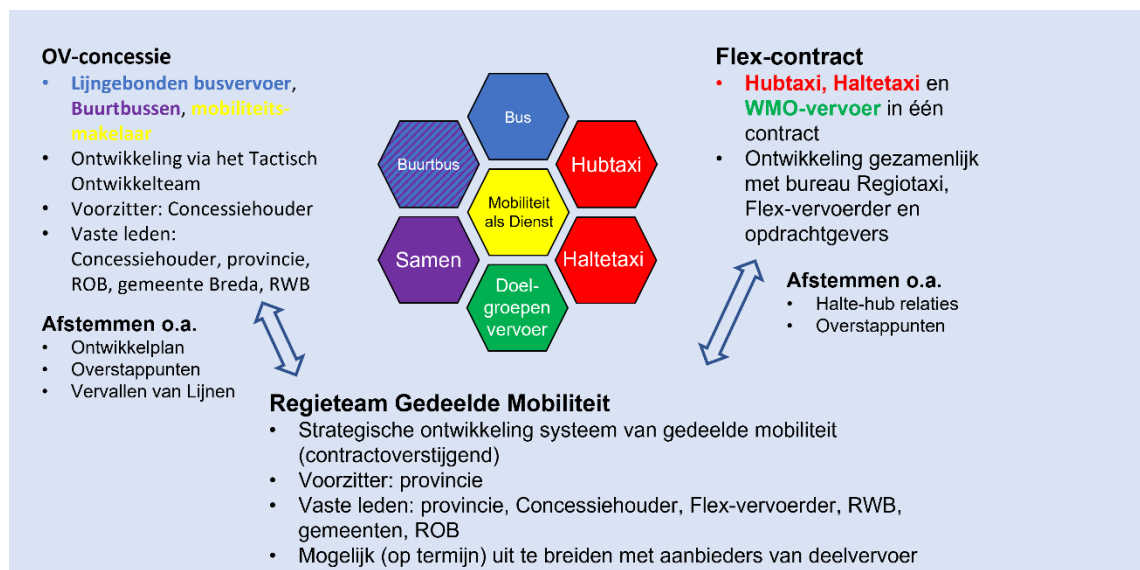 OV-concessie
• Lijngebonden busvervoer,
Buurtbussen, mobiliteits-
makelaar
• Ontwikkeling via het Tactisch
Ontwikkelteam
• Voorzitter: Concessiehouder
• Vaste leden:
Concessiehouder, provincie,
ROB, gemeente Breda, RWB
Afstemmen o.a.
• Ontwikkelplan
• Overstappunten
• Vervallen van Lijnen
Bus
Buurtbus
Hubtaxi
Mobiliteit
als Dienst
Samen
Haltetaxi
Doel-
groepen
vervoer
Flex-contract
• Hubtaxi, Haltetaxi en
WMO-vervoer in één
contract
• Ontwikkeling gezamenlijk
met bureau Regiotaxi,
Flex-vervoerder en
opdrachtgevers
Afstemmen o.a.
• Halte-hub relaties
• Overstappunten
Regieteam Gedeelde Mobiliteit
• Strategische ontwikkeling systeem van gedeelde mobiliteit
(contractoverstijgend)
• Voorzitter: provincie
• Vaste leden: provincie, Concessiehouder, Flex-vervoerder, RWB,
gemeenten, ROB
• Mogelijk (op termijn) uit te breiden met aanbieders van deelvervoer